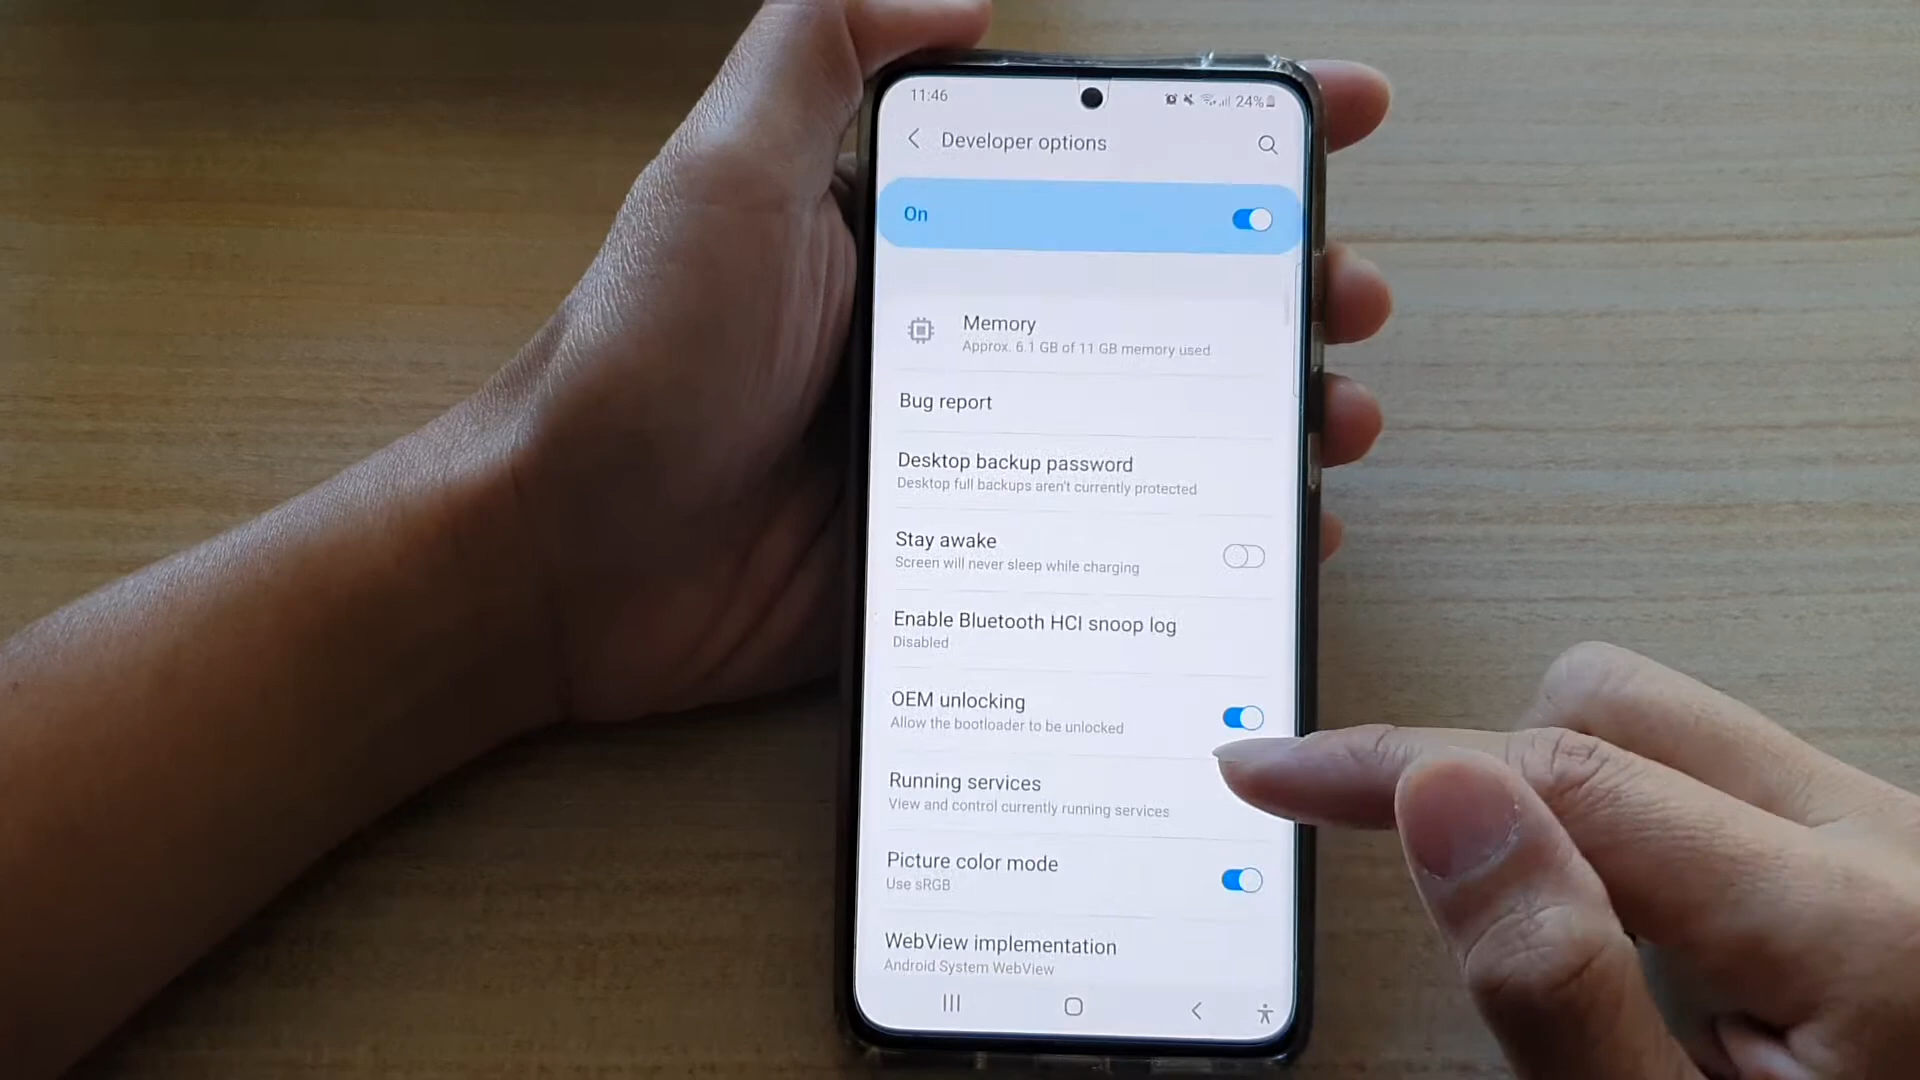 11:46
24%
Developer options
On
Memory
Approx. 6.1 GB of 11 GB memory used
Bug report
Desktop backup password
Desktop full backups aren't currently protected
Stay awake
Screen will never sleep while charging
Enable Bluetooth HCI snoop log
Disabled
OEM unlocking
Allow the bootloader to be unlocked
Running services
View and control currently running services
Picture color mode
Use sRGB
WebView implementation
Android System WebView